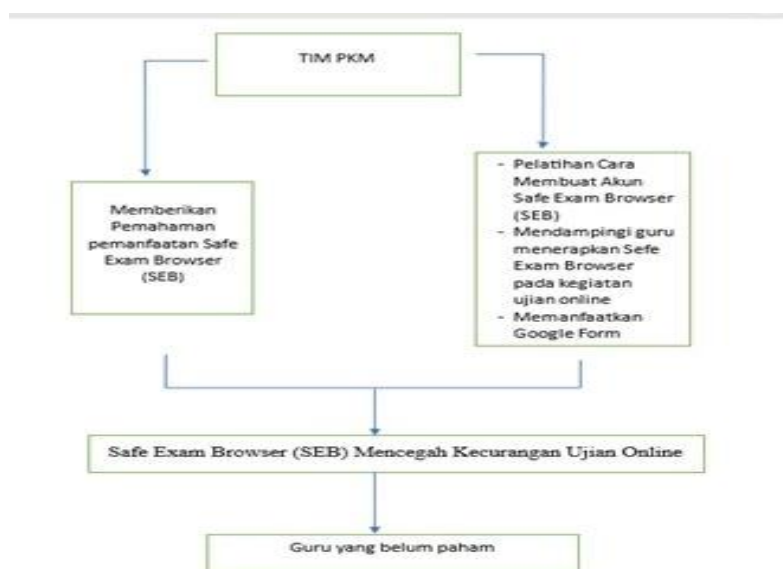 TIM PKM
Memberikan
Pemahaman
pemanfaatan Safe
Exam Browser
(SEB)
- Pelatihan Cara
Membuat Akun
Safe Exam Browser
(SEB)
- Mendampingi guru
menerapkan Sefe
Exam Browser
pada kegiatan
ujian online
- Memanfaatkan
Google Form
Safe Exam Browser (SEB) Mencegah Kecurangan Ujian Online
Guru yang belum paham